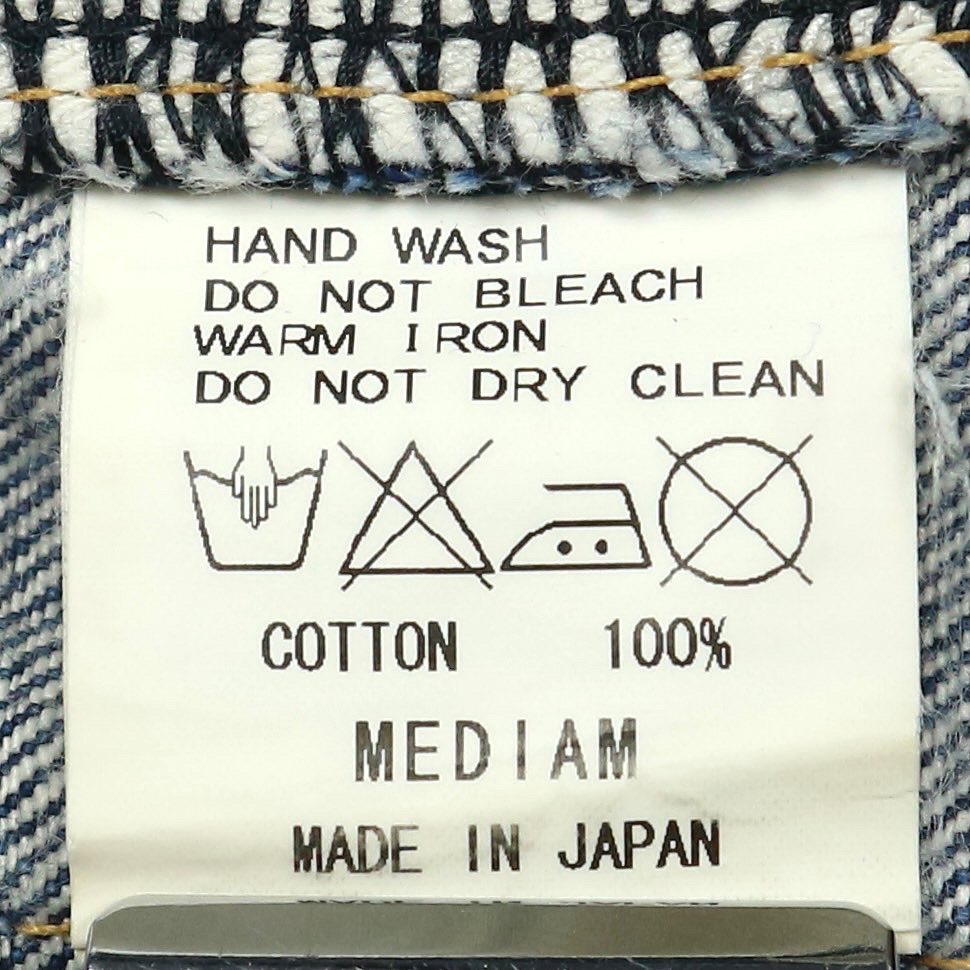 HAND WASH
DO NOT BLEACH
WARM IRON
DO NOT DRY CLEAN
COTTON 100%
MEDIAM
MADE IN JAPAN